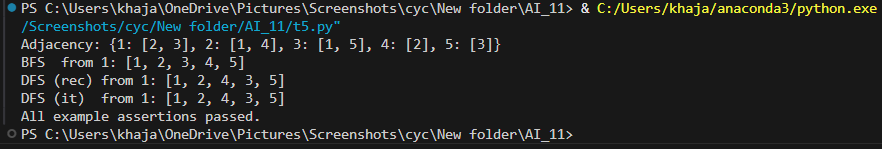 PS C:\Users\khaja\OneDrive\Pictures\Screenshots\cyc\New folder\AI_11> & C:/Users/khaja/anaconda3/python.exe
/Screenshots/cyc/New folder/AI_11/t5.py"
Adjacency: {1: [2, 3], 2: [1, 4], 3: [1, 5], 4: [2], 5: [3]}
BFS  from 1: [1, 2, 3, 4, 5]
DFS (rec) from 1: [1, 2, 4, 3, 5]
DFS (it)  from 1: [1, 2, 4, 3, 5]
All example assertions passed.
PS C:\Users\khaja\OneDrive\Pictures\Screenshots\cyc\New folder\AI_11>